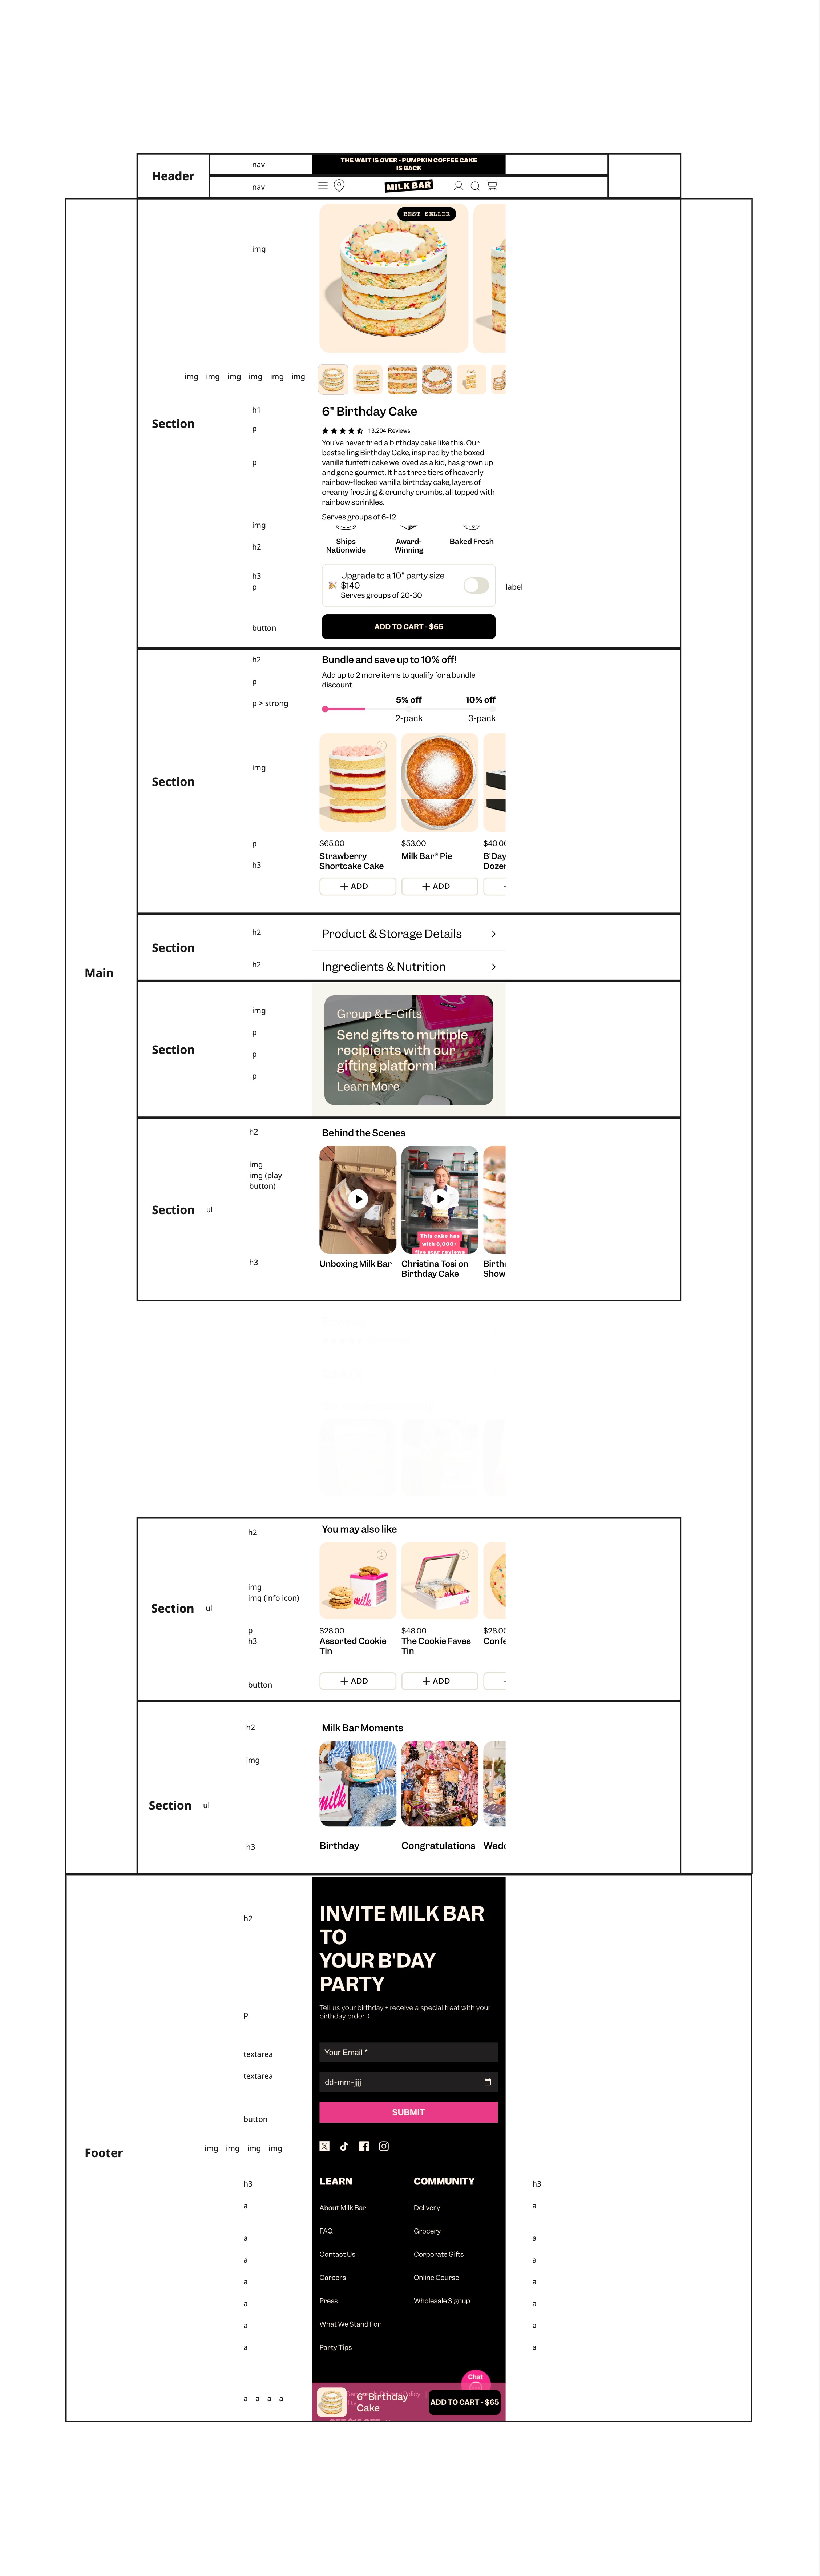 Header
nav
THE WAIT IS OVER - PUMPKIN COFFEE CAKE
IS BACK
nav
MILK BAR
Main
Section
img
BEST SELLER
img img img img img img
h1
6" Birthday Cake
p
13,204 Reviews
p
You've never tried a birthday cake like this. Our
bestselling Birthday Cake, inspired by the boxed
vanilla funfetti cake we loved as a kid, has grown up
and gone gourmet. It has three tiers of heavenly
rainbow-flecked vanilla birthday cake, layers of
creamy frosting & crunchy crumbs, all topped with
rainbow sprinkles.
Serves groups of 6-12
img
h2
Ships
Nationwide
Award-
Winning
Baked Fresh
h3
p
Upgrade to a 10" party size
$140
Serves groups of 20-30
label
button
ADD TO CART - $65
Section
h2
Bundle and save up to 10% off!
p
Add up to 2 more items to qualify for a bundle
discount
p > strong
5% off 10% off
2-pack 3-pack
img
p
$65.00 $53.00 $40.00
h3
Strawberry
Shortcake Cake
Milk Bar® Pie
B'Day
Dozen
+ ADD + ADD
Section
h2
Product & Storage Details
h2
Ingredients & Nutrition
Section
img
p
p
p
Group & E-Gifts
Send gifts to multiple
recipients with our
gifting platform!
Learn More
Section
ul
h2
Behind the Scenes
img
img (play
button)
This cake has
with 8,000+
five star reviews
h3
Unboxing Milk Bar
Christina Tosi on
Birthday Cake
Birth
Show
Section
ul
h2
You may also like
img
img (info icon)
milk
p
$28.00 $48.00 $28.00
h3
Assorted Cookie
Tin
The Cookie Faves
Tin
Confe
button
+ ADD + ADD
Section
ul
h2
Milk Bar Moments
img
milk
h3
Birthday Congratulations Wedd
Footer
h2
INVITE MILK BAR
TO
YOUR B'DAY
PARTY
p
Tell us your birthday + receive a special treat with your
birthday order :)
textarea
Your Email *
textarea
dd-mm-jjjj
button
SUBMIT
img img img img
h3
LEARN COMMUNITY
h3
a
About Milk Bar Delivery
a
a
FAQ Grocery
a
a
Contact Us Corporate Gifts
a
a
Careers Online Course
a
a
Press Wholesale Signup
a
a
What We Stand For
a
a
Party Tips
a
Chat
a a a a
6" Birthday
Cake
Policy
ADD TO CART - $65